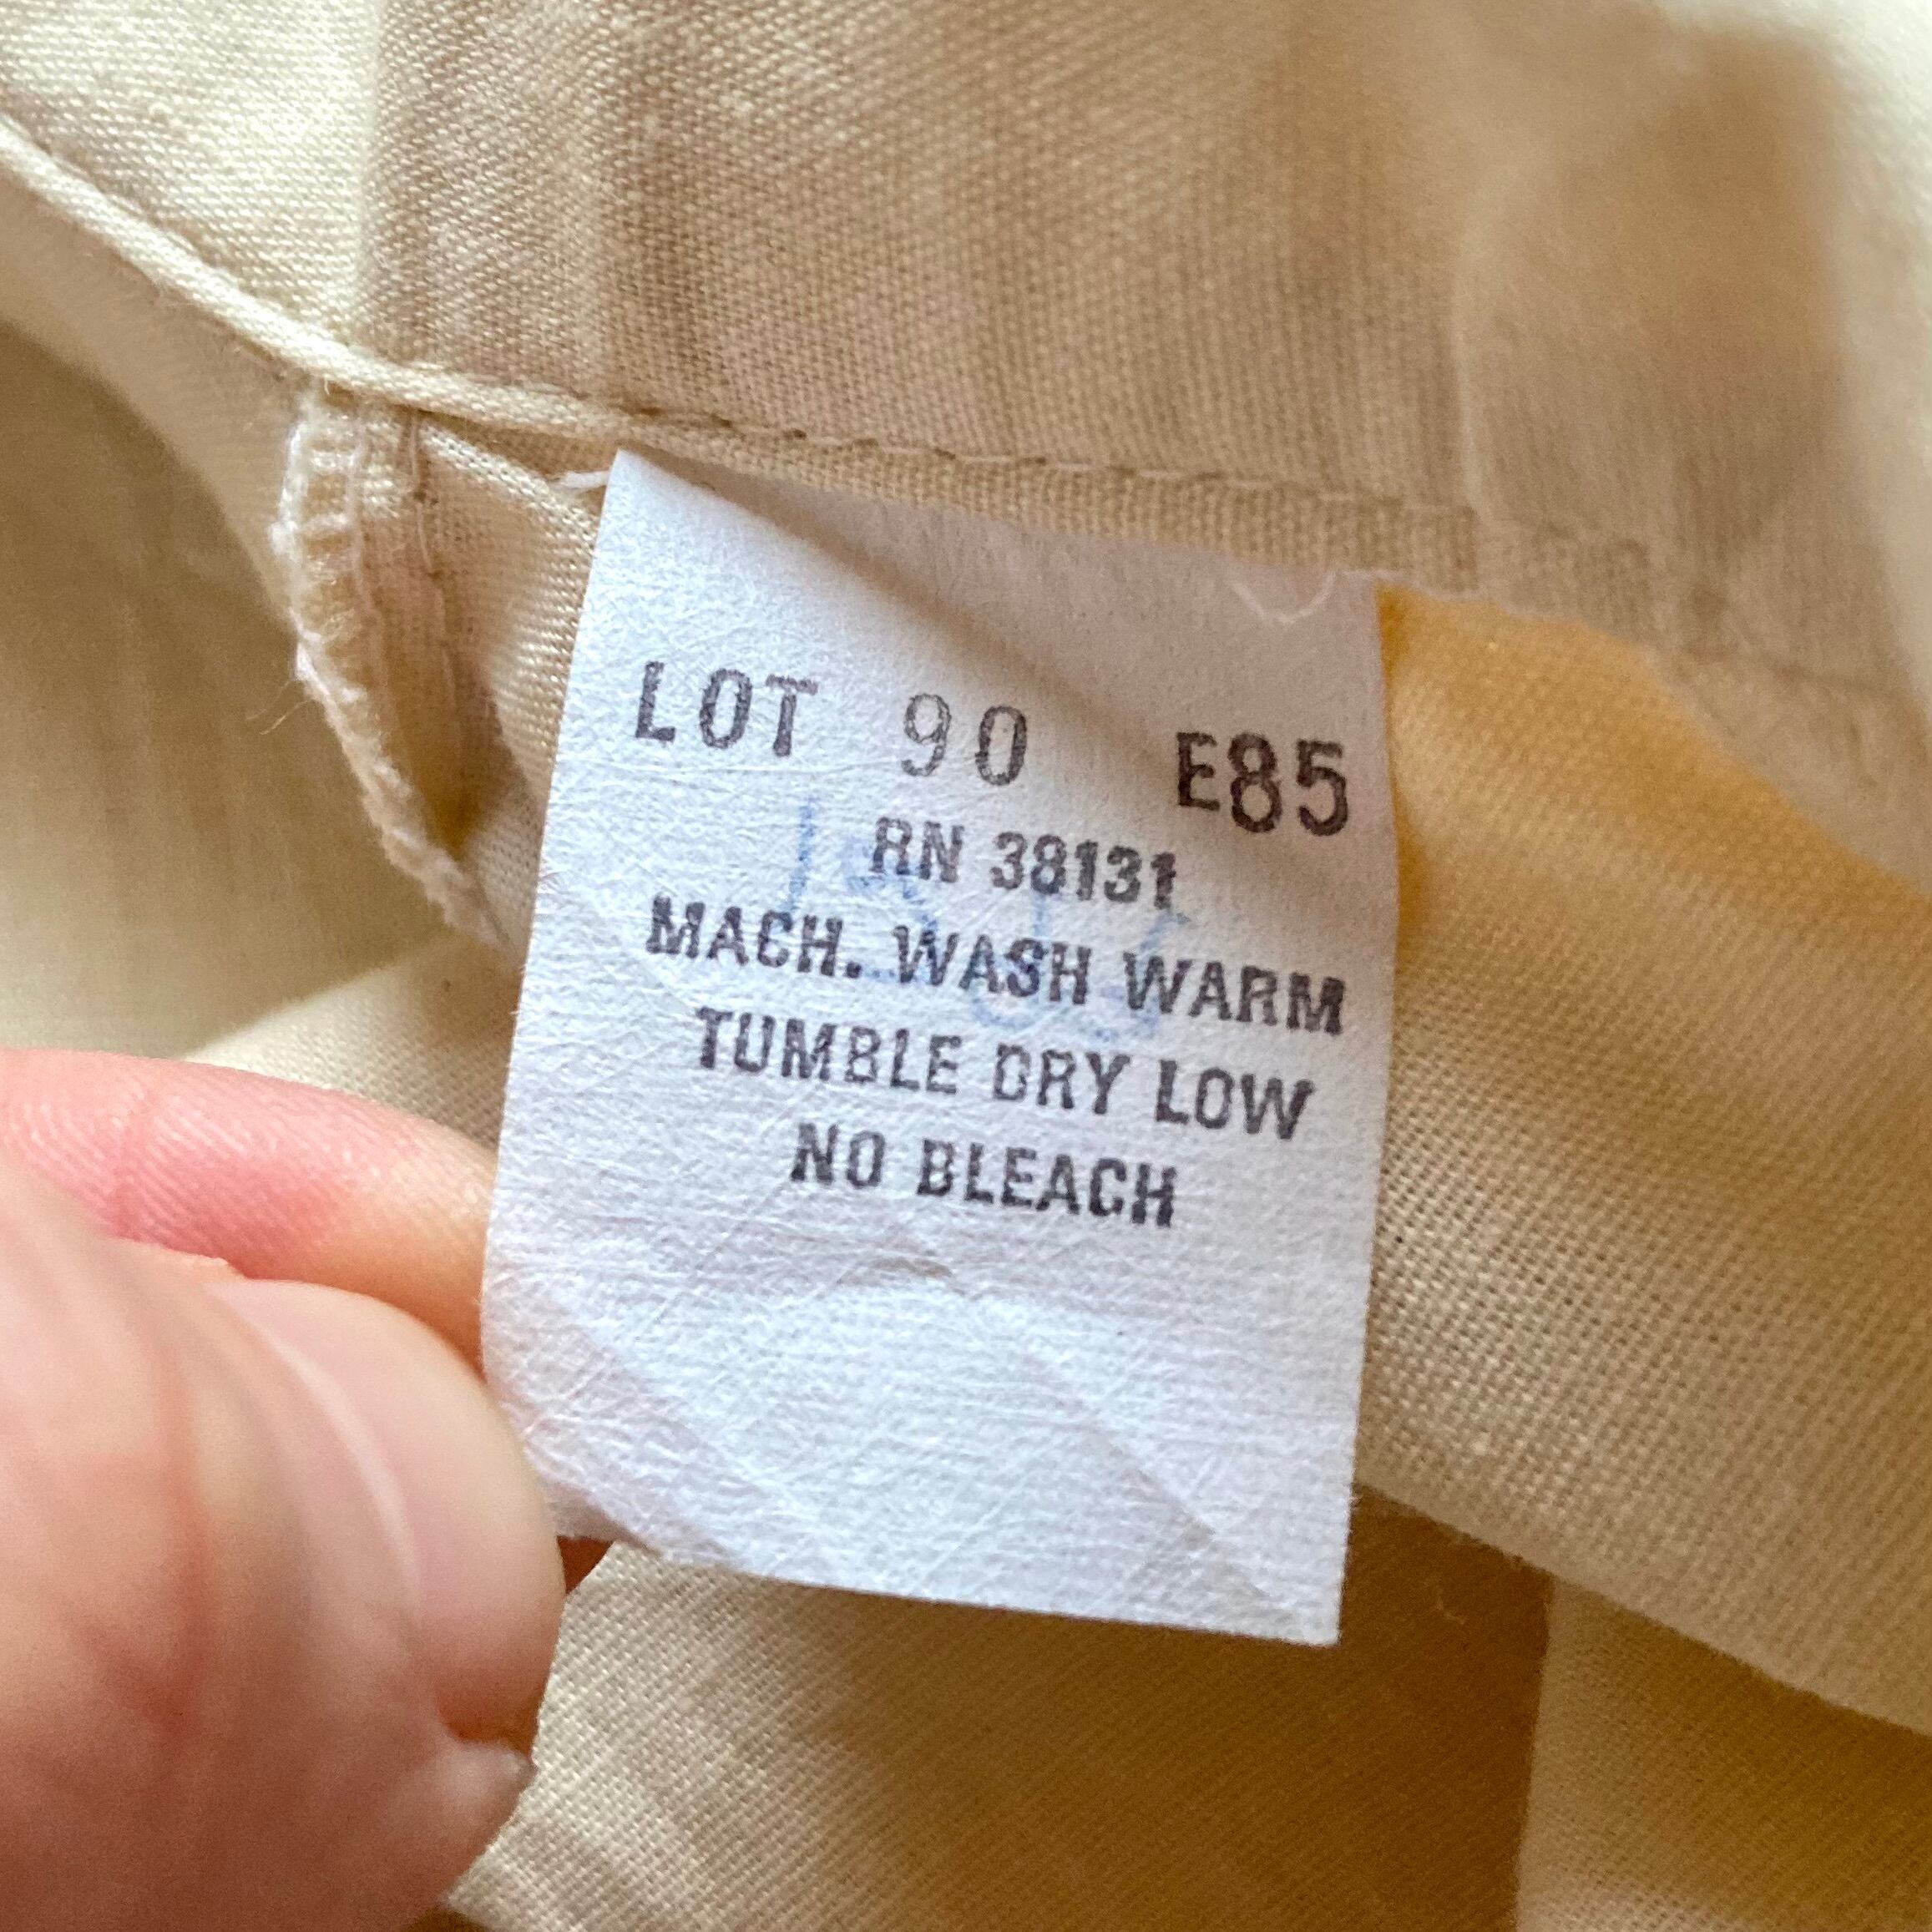 LOT 90 E85
RN 38131
MACH. WASH WARM
TUMBLE DRY LOW
NO BLEACH